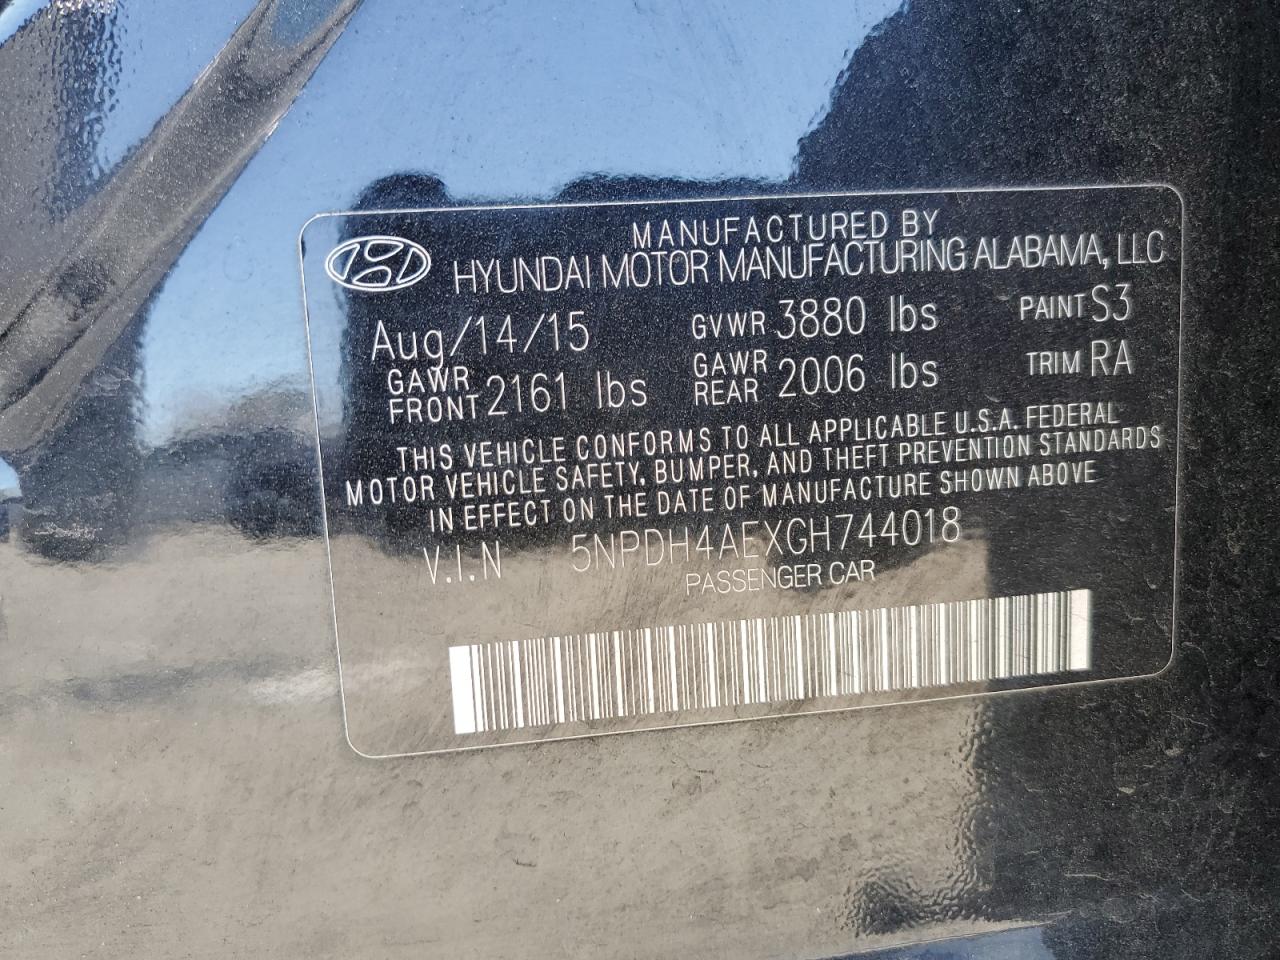 MANUFACTURED BY
HYUNDAI MOTOR MANUFACTURING ALABAMA, LLC
Aug/14/15 GVWR 3880 lbs PAINT S3
GAWR FRONT 2161 lbs GAWR REAR 2006 lbs TRIM RA
THIS VEHICLE CONFORMS TO ALL APPLICABLE U.S.A. FEDERAL
MOTOR VEHICLE SAFETY, BUMPER, AND THEFT PREVENTION STANDARDS
IN EFFECT ON THE DATE OF MANUFACTURE SHOWN ABOVE
V.I.N 5NPDH4AEXGH744018
PASSENGER CAR